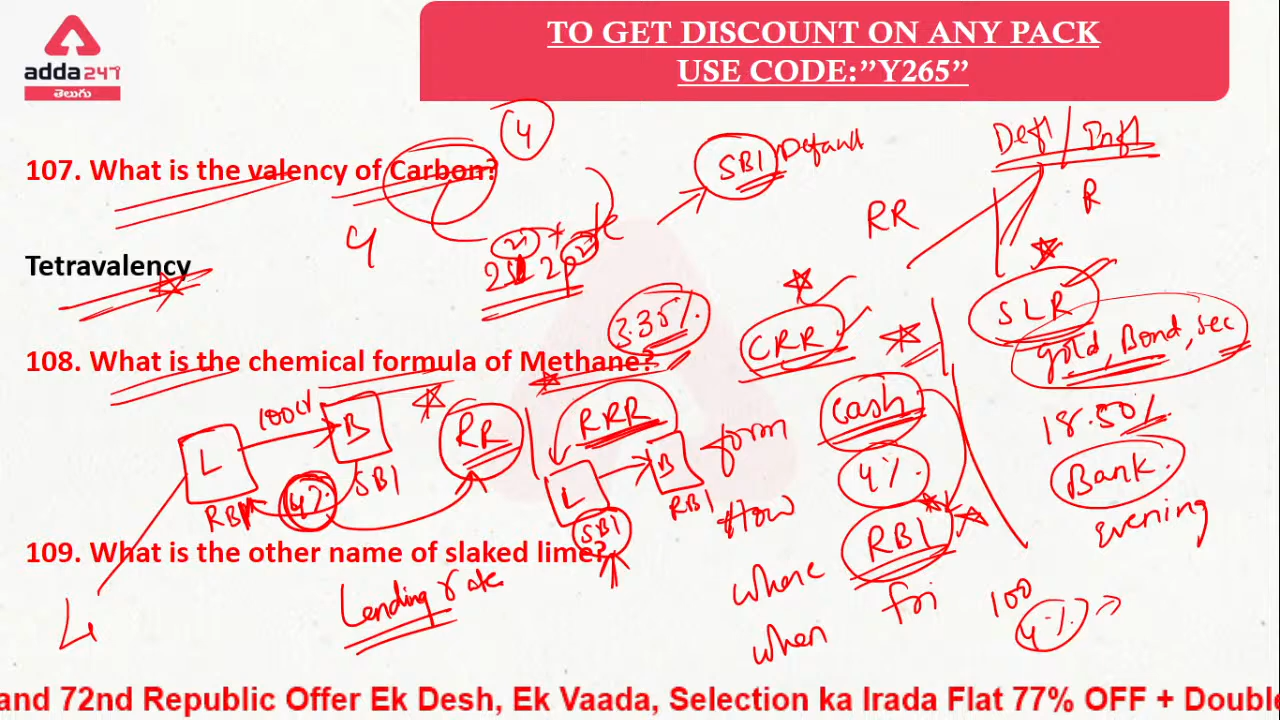 TO GET DISCOUNT ON ANY PACK
USE CODE:”Y265”
adda247
తెలుగు
107. What is the valency of Carbon?
4
SBI
Defl / Infl
R
RR
4
Tetravalency
3.35%
CRR
SLR
gold, Bond, sec
108. What is the chemical formula of Methane?
100cr
L
B
SBI
RBI
4%
RR
RRR
L
B
SBI
RBI
form
cash
18.50%
4%
Bank.
How
RBI
evening
109. What is the other name of slaked lime?
Lending rate
where
fri
100
4%
L
when
and 72nd Republic Offer Ek Desh, Ek Vaada, Selection ka Irada Flat 77% OFF + Double